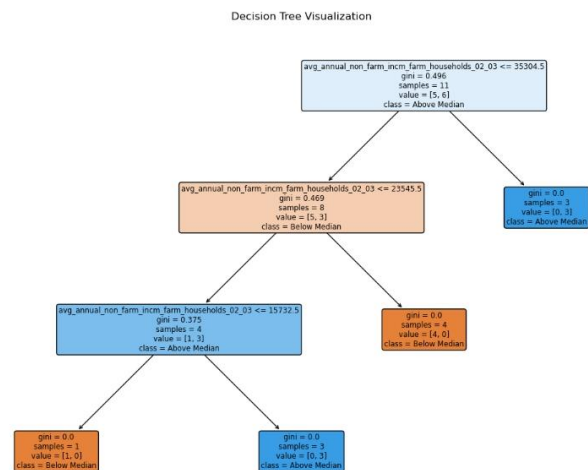 Decision Tree Visualization
avg_annual_non_farm_incm_farm_households_02_03 <= 35304.5
gini = 0.496
samples = 11
value = [5, 6]
class = Above Median
avg_annual_non_farm_incm_farm_households_02_03 <= 23545.5
gini = 0.469
samples = 8
value = [5, 3]
class = Below Median
gini = 0.0
samples = 3
value = [0, 3]
class = Above Median
avg_annual_non_farm_incm_farm_households_02_03 <= 15732.5
gini = 0.375
samples = 4
value = [1, 3]
class = Above Median
gini = 0.0
samples = 4
value = [4, 0]
class = Below Median
gini = 0.0
samples = 1
value = [1, 0]
class = Below Median
gini = 0.0
samples = 3
value = [0, 3]
class = Above Median